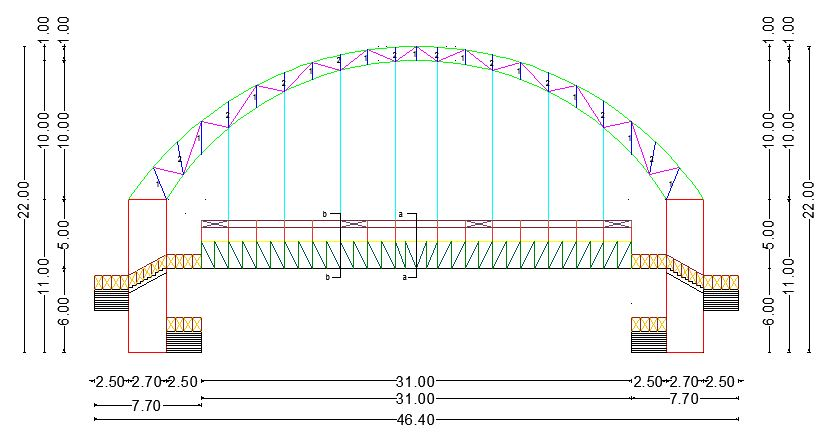 1.00 1.00 1.00 1.00
2 1 2 1 2
1 2 1 2
2 1 1 2
1 2 2 1
10.00 10.00 10.00 10.00
1 1
2 2
1 1
22.00 22.00
b a
5.00 5.00
11.00 11.00
b a
6.00 6.00
2.50 2.70 2.50 31.00 2.50 2.70 2.50
7.70 31.00 7.70
46.40